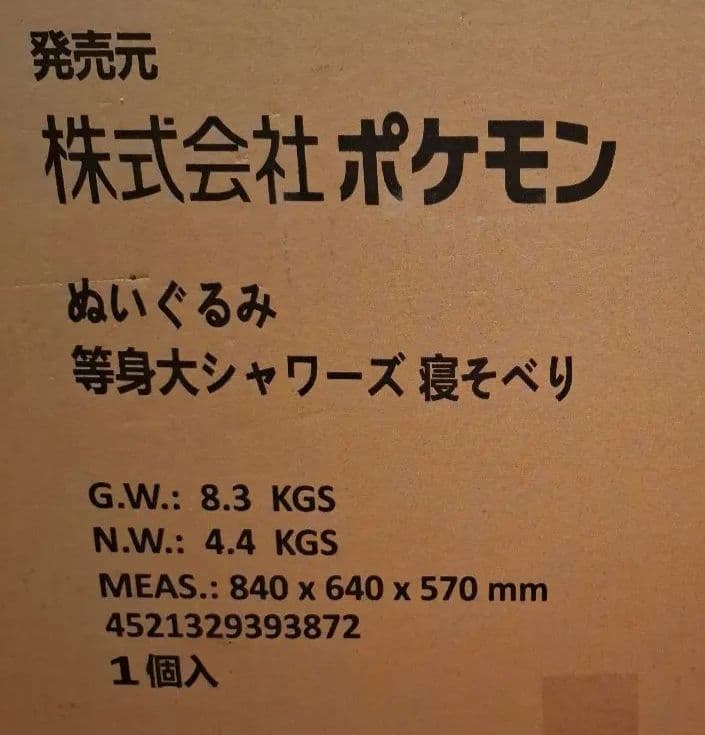 発売元
株式会社 ポケモン
ぬいぐるみ
等身大シャワーズ 寝そべり
G.W.: 8.3 KGS
N.W.: 4.4 KGS
MEAS.: 840 x 640 x 570 mm
4521329393872
1個入